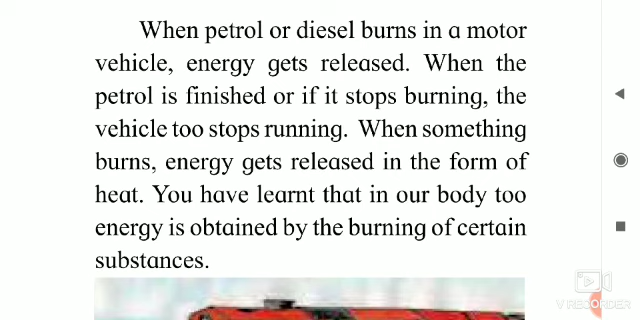 When petrol or diesel burns in a motor
vehicle, energy gets released. When the
petrol is finished or if it stops burning, the
vehicle too stops running. When something
burns, energy gets released in the form of
heat. You have learnt that in our body too
energy is obtained by the burning of certain
substances.
V RECORDER